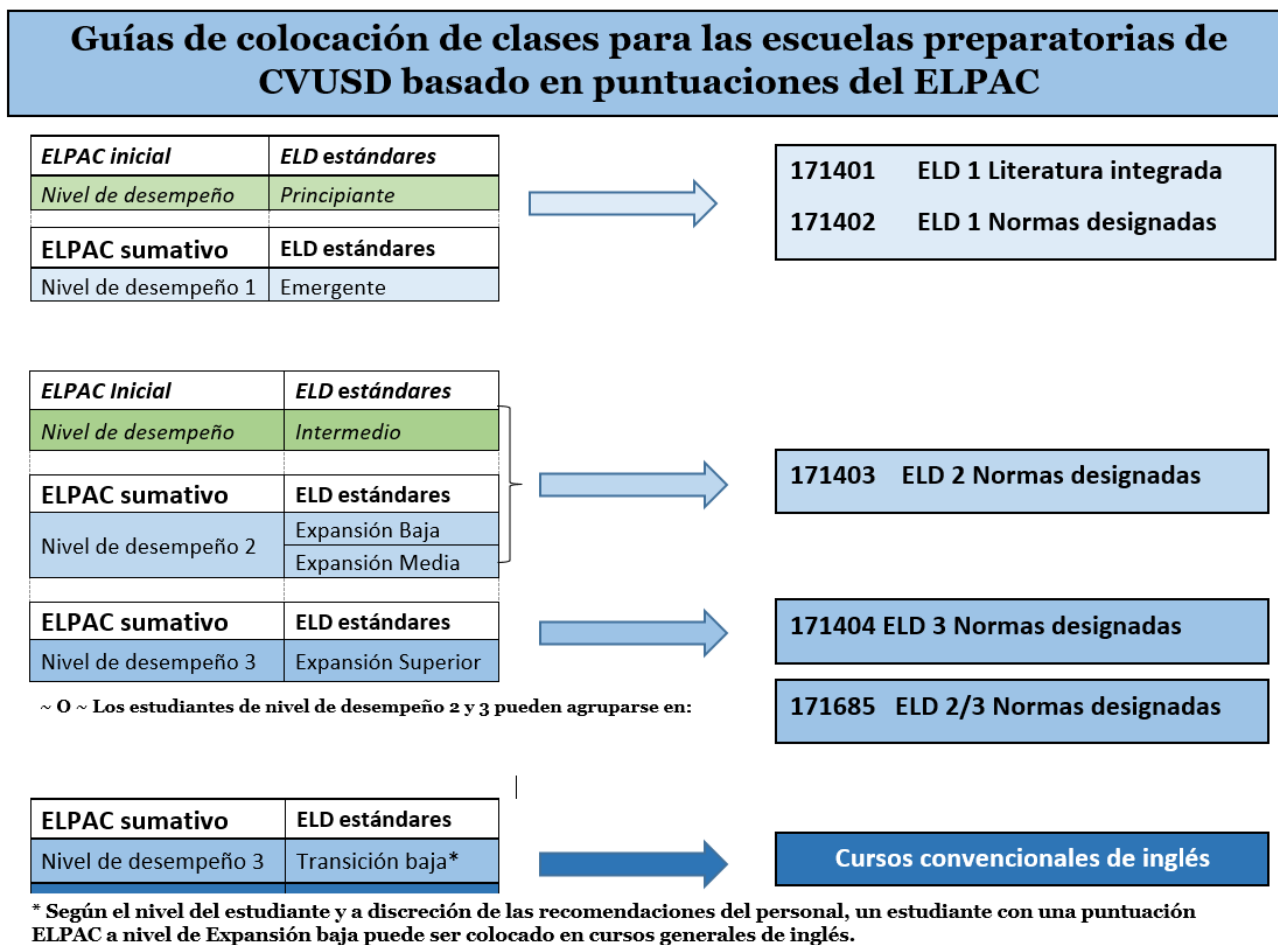 Guías de colocación de clases para las escuelas preparatorias de
CVUSD basado en puntuaciones del ELPAC
ELPAC inicial ELD estándares
Nivel de desempeño Principiante
ELPAC sumativo ELD estándares
Nivel de desempeño 1 Emergente
171401 ELD 1 Literatura integrada
171402 ELD 1 Normas designadas
ELPAC Inicial ELD estándares
Nivel de desempeño Intermedio
ELPAC sumativo ELD estándares
Nivel de desempeño 2 Expansión Baja
Expansión Media
171403 ELD 2 Normas designadas
ELPAC sumativo ELD estándares
Nivel de desempeño 3 Expansión Superior
171404 ELD 3 Normas designadas
~ O ~ Los estudiantes de nivel de desempeño 2 y 3 pueden agruparse en:
171685 ELD 2/3 Normas designadas
ELPAC sumativo ELD estándares
Nivel de desempeño 3 Transición baja*
Cursos convencionales de inglés
* Según el nivel del estudiante y a discreción de las recomendaciones del personal, un estudiante con una puntuación
ELPAC a nivel de Expansión baja puede ser colocado en cursos generales de inglés.